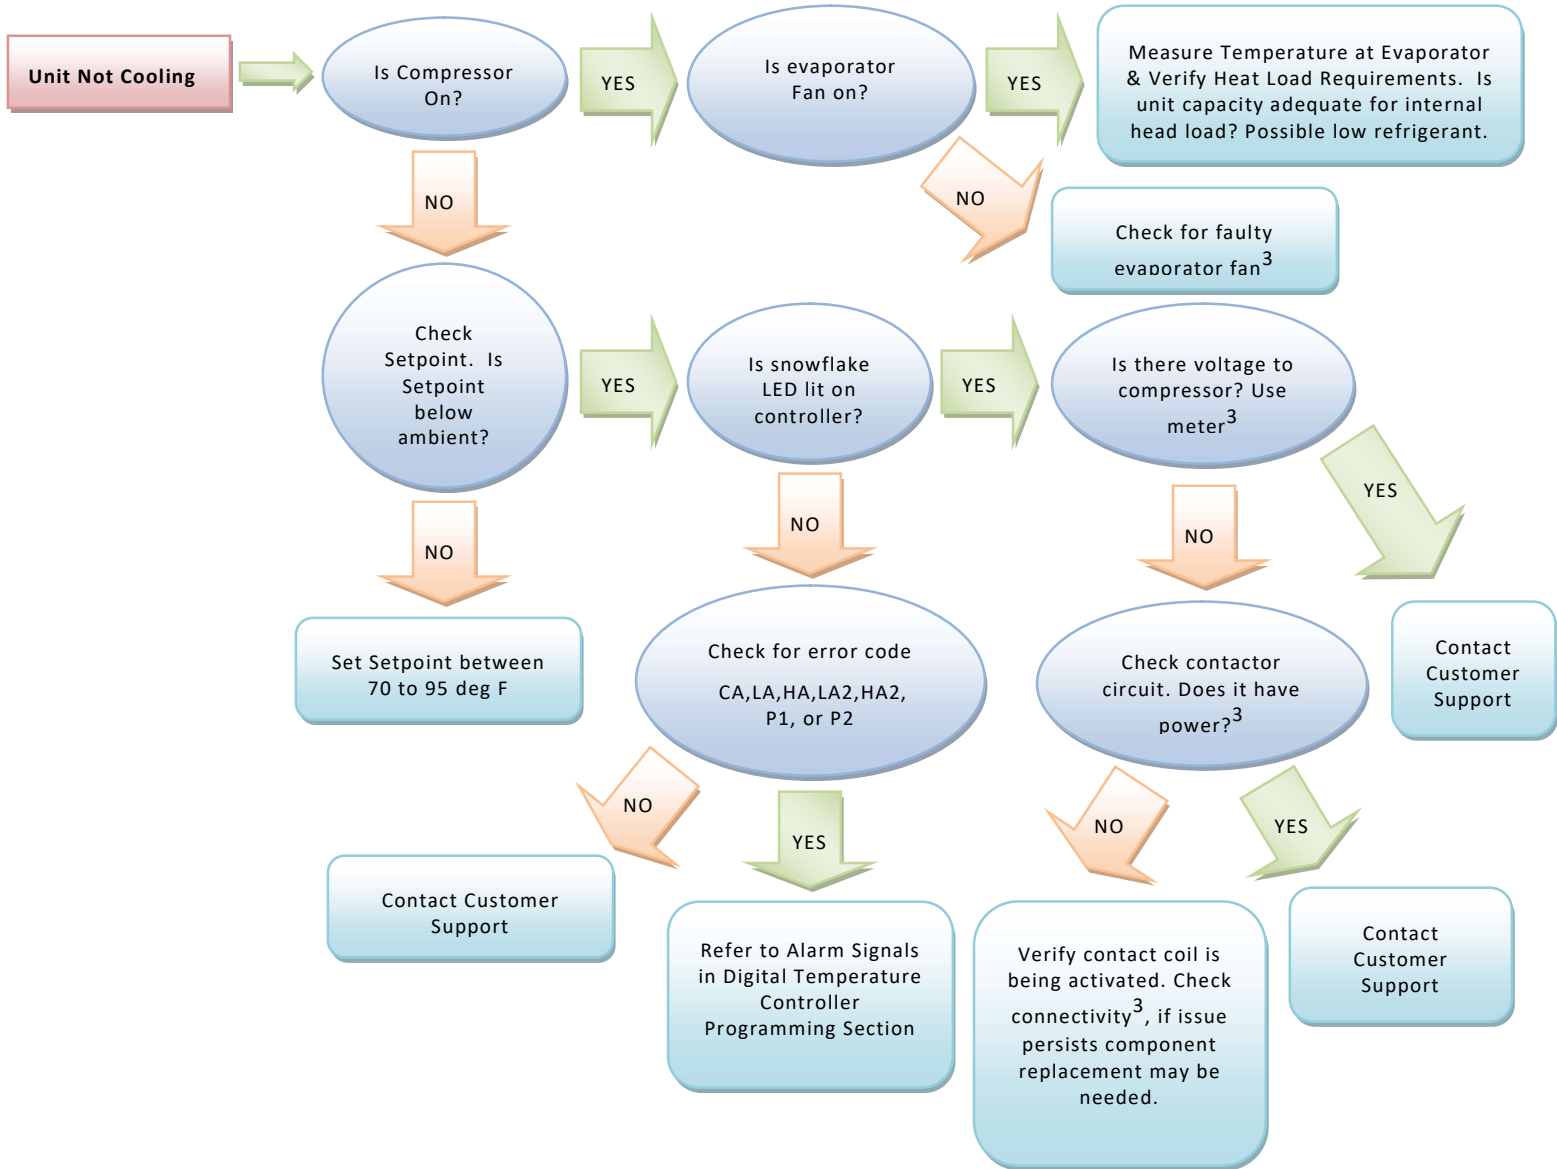 Unit Not Cooling
Is Compressor
On?
YES
Is evaporator
Fan on?
YES
Measure Temperature at Evaporator
& Verify Heat Load Requirements. Is
unit capacity adequate for internal
head load? Possible low refrigerant.
NO
NO
Check for faulty
evaporator fan3
Check
Setpoint. Is
Setpoint
below
ambient?
YES
Is snowflake
LED lit on
controller?
YES
Is there voltage to
compressor? Use
meter3
NO
NO
NO
YES
Set Setpoint between
70 to 95 deg F
Check for error code
CA,LA,HA,LA2,HA2,
P1, or P2
Check contactor
circuit. Does it have
power?3
Contact
Customer
Support
NO
YES
NO
YES
Contact Customer
Support
Refer to Alarm Signals
in Digital Temperature
Controller
Programming Section
Verify contact coil is
being activated. Check
connectivity3, if issue
persists component
replacement may be
needed.
Contact
Customer
Support